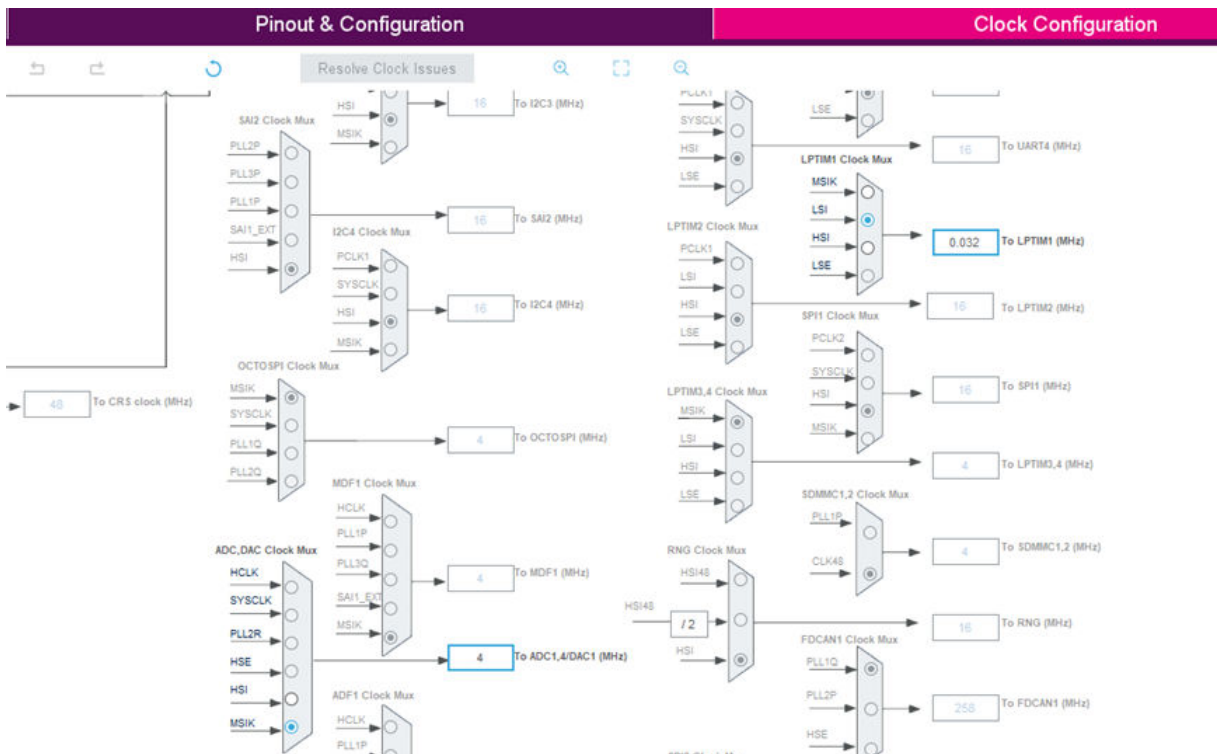 Pinout & Configuration
Clock Configuration
Resolve Clock Issues
HSI
MSIK
16
To I2C3 (MHz)
SAI2 Clock Mux
PLL2P
PLL3P
PLL1P
SAI1_EXT
HSI
16
To SAI2 (MHz)
I2C4 Clock Mux
PCLK1
SYSCLK
HSI
MSIK
16
To I2C4 (MHz)
OCTOSPI Clock Mux
MSIK
SYSCLK
PLL1Q
PLL2Q
4
To OCTOSPI (MHz)
48
To CRS clock (MHz)
MDF1 Clock Mux
HCLK
PLL1P
PLL3Q
SAI1_EXT
MSIK
4
To MDF1 (MHz)
ADC,DAC Clock Mux
HCLK
SYSCLK
PLL2R
HSE
HSI
MSIK
4
To ADC1,4/DAC1 (MHz)
ADF1 Clock Mux
HCLK
PLL1P
PCLK1
SYSCLK
HSI
LSE
16
To UART4 (MHz)
LSE
LPTIM1 Clock Mux
MSIK
LSI
HSI
LSE
0.032
To LPTIM1 (MHz)
LPTIM2 Clock Mux
PCLK1
LSI
HSI
LSE
16
To LPTIM2 (MHz)
SPI1 Clock Mux
PCLK2
SYSCLK
HSI
MSIK
16
To SPI1 (MHz)
LPTIM3,4 Clock Mux
MSIK
LSI
HSI
LSE
4
To LPTIM3,4 (MHz)
SDMMC1,2 Clock Mux
PLL1P
CLK48
4
To SDMMC1,2 (MHz)
RNG Clock Mux
HSI48
HSI48
/ 2
HSI
16
To RNG (MHz)
FDCAN1 Clock Mux
PLL1Q
PLL2P
HSE
258
To FDCAN1 (MHz)